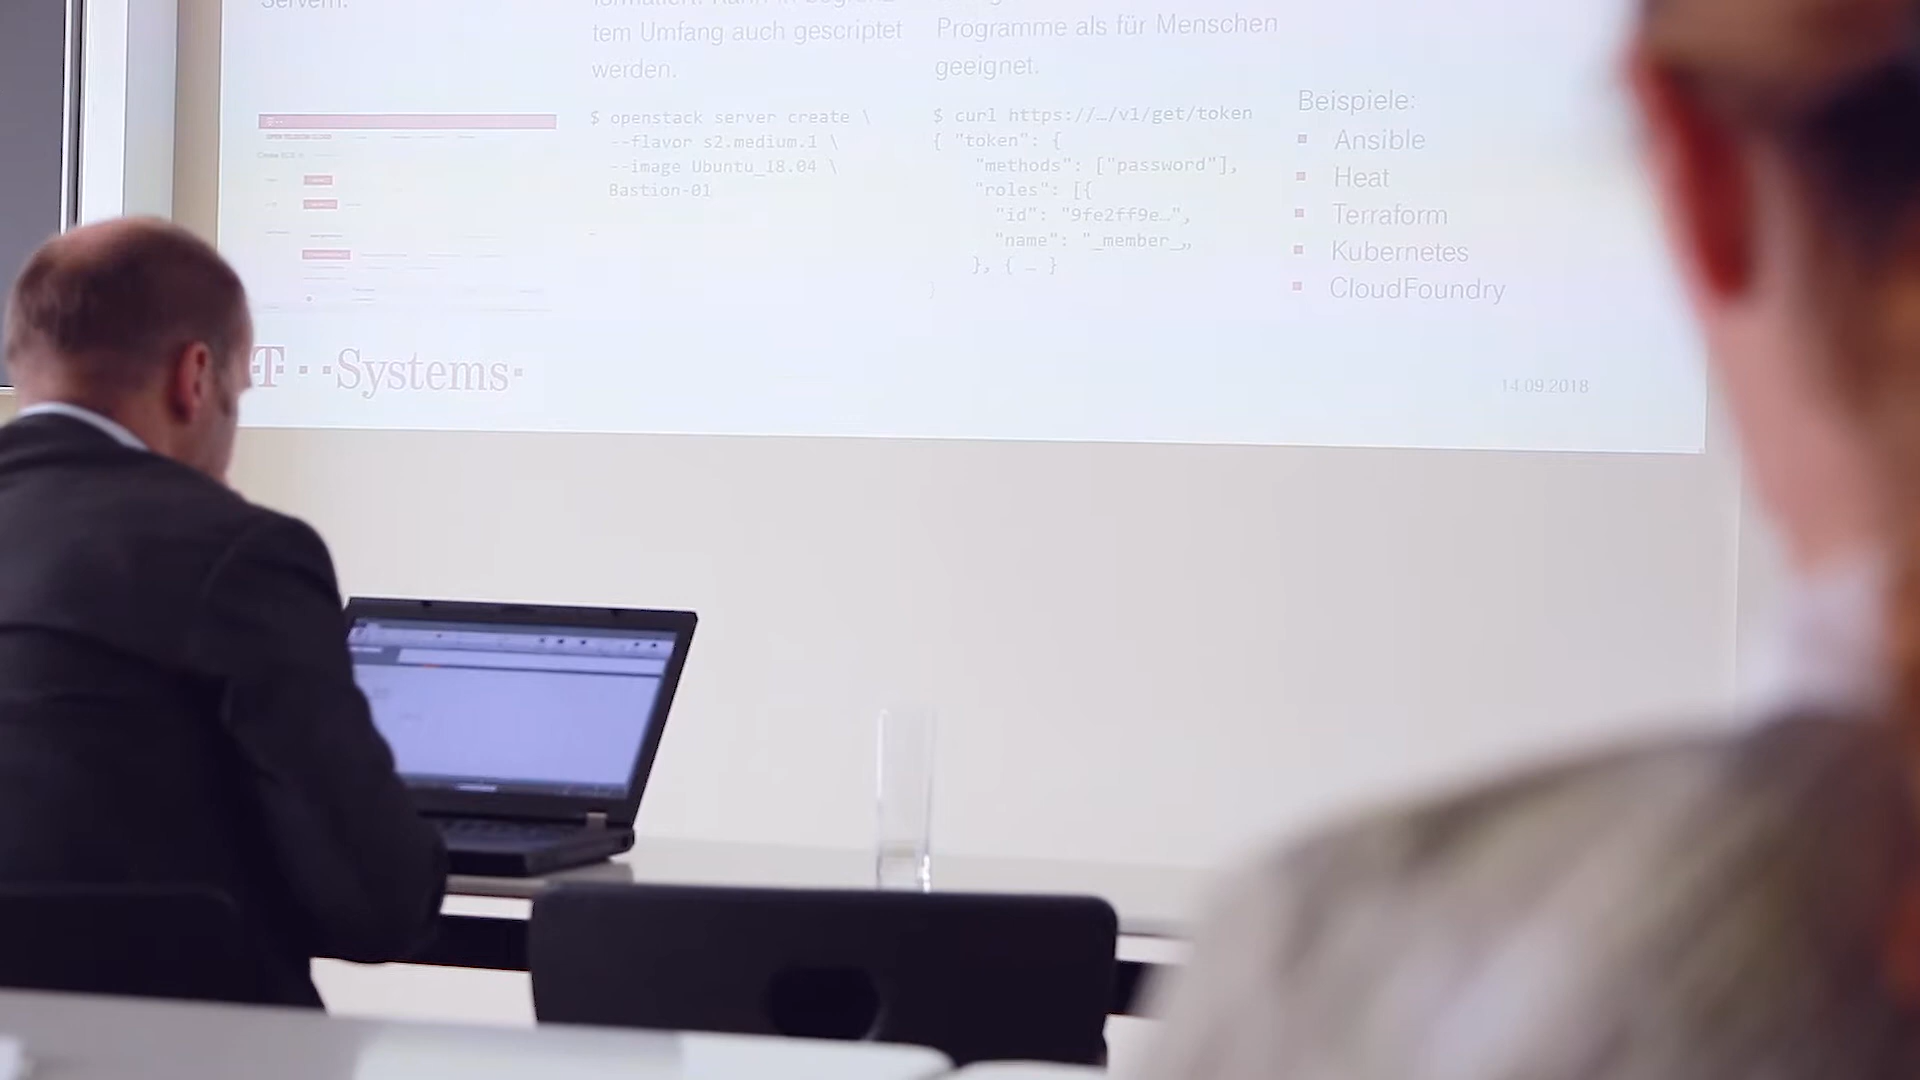 Servern.
tem Umfang auch gescriptet
werden.
$ openstack server create \
--flavor s2.medium.1 \
--image Ubuntu_18.04 \
Bastion-01
Programme als für Menschen
geeignet.
$ curl https://…/v1/get/token
{ "token": {
"methods": ["password"],
"roles": [{
"id": "9fe2ff9e…",
"name": "_member_„
}, { … }
}
Beispiele:
Ansible
Heat
Terraform
Kubernetes
CloudFoundry
T··Systems·
14.09.2018